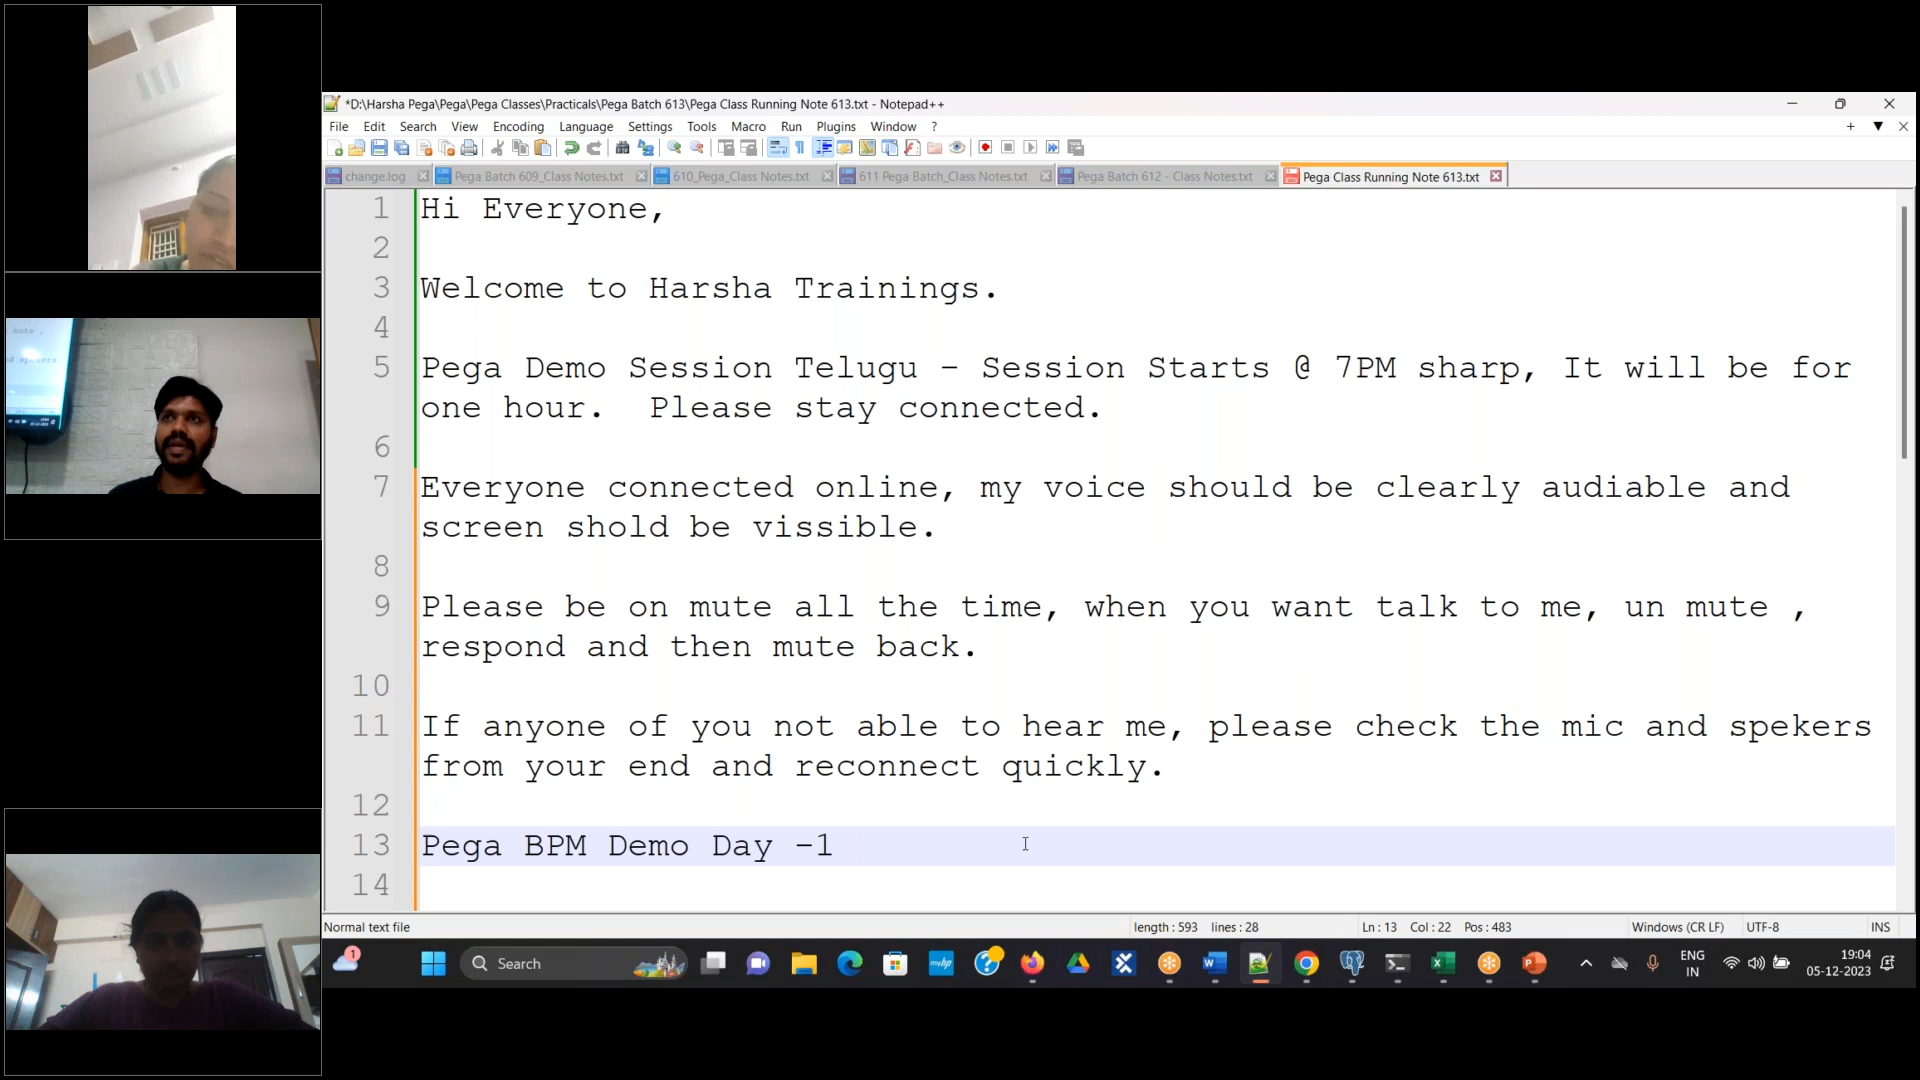 *D:\Harsha Pega\Pega\Pega Classes\Practicals\Pega Batch 613\Pega Class Running Note 613.txt - Notepad++
File Edit Search View Encoding Language Settings Tools Macro Run Plugins Window ?
change.log Pega Batch 609_Class Notes.txt 610_Pega_Class Notes.txt 611 Pega Batch_Class Notes.txt Pega Batch 612 - Class Notes.txt Pega Class Running Note 613.txt
1 Hi Everyone,
2
3 Welcome to Harsha Trainings.
4
5 Pega Demo Session Telugu - Session Starts @ 7PM sharp, It will be for
one hour.  Please stay connected.
6
7 Everyone connected online, my voice should be clearly audiable and
screen shold be vissible.
8
9 Please be on mute all the time, when you want talk to me, un mute ,
respond and then mute back.
10
11 If anyone of you not able to hear me, please check the mic and spekers
from your end and reconnect quickly.
12
13 Pega BPM Demo Day -1
14
Normal text file length : 593 lines : 28 Ln : 13 Col : 22 Pos : 483 Windows (CR LF) UTF-8 INS
1 Search myhp ENG
IN 19:04
05-12-2023